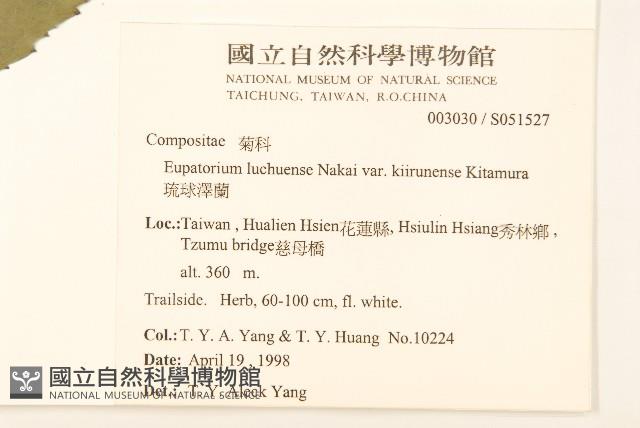 國立自然科學博物館
NATIONAL MUSEUM OF NATURAL SCIENCE
TAICHUNG, TAIWAN, R.O.CHINA
003030 / S051527
Compositae 菊科
Eupatorium luchuense Nakai var. kiirunense Kitamura
琉球澤蘭
Loc.:Taiwan , Hualien Hsien花蓮縣, Hsiulin Hsiang秀林鄉 ,
Tzumu bridge慈母橋
alt. 360 m.
Trailside. Herb, 60-100 cm, fl. white.
Col.: T. Y. A. Yang & T. Y. Huang No.10224
Date: April 19 , 1998
Det.: T. Y. Aleck Yang
國立自然科學博物館
NATIONAL MUSEUM OF NATURAL SCIENCE